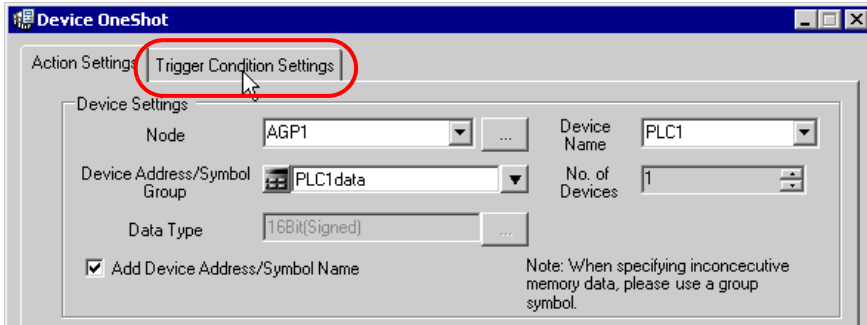 Device OneShot
Action Settings Trigger Condition Settings
Device Settings
Node AGP1 ... Device Name PLC1
Device Address/Symbol Group PLC1data No. of Devices 1
Data Type 16Bit(Signed) ...
Add Device Address/Symbol Name
Note: When specifying inconcecutive
memory data, please use a group
symbol.